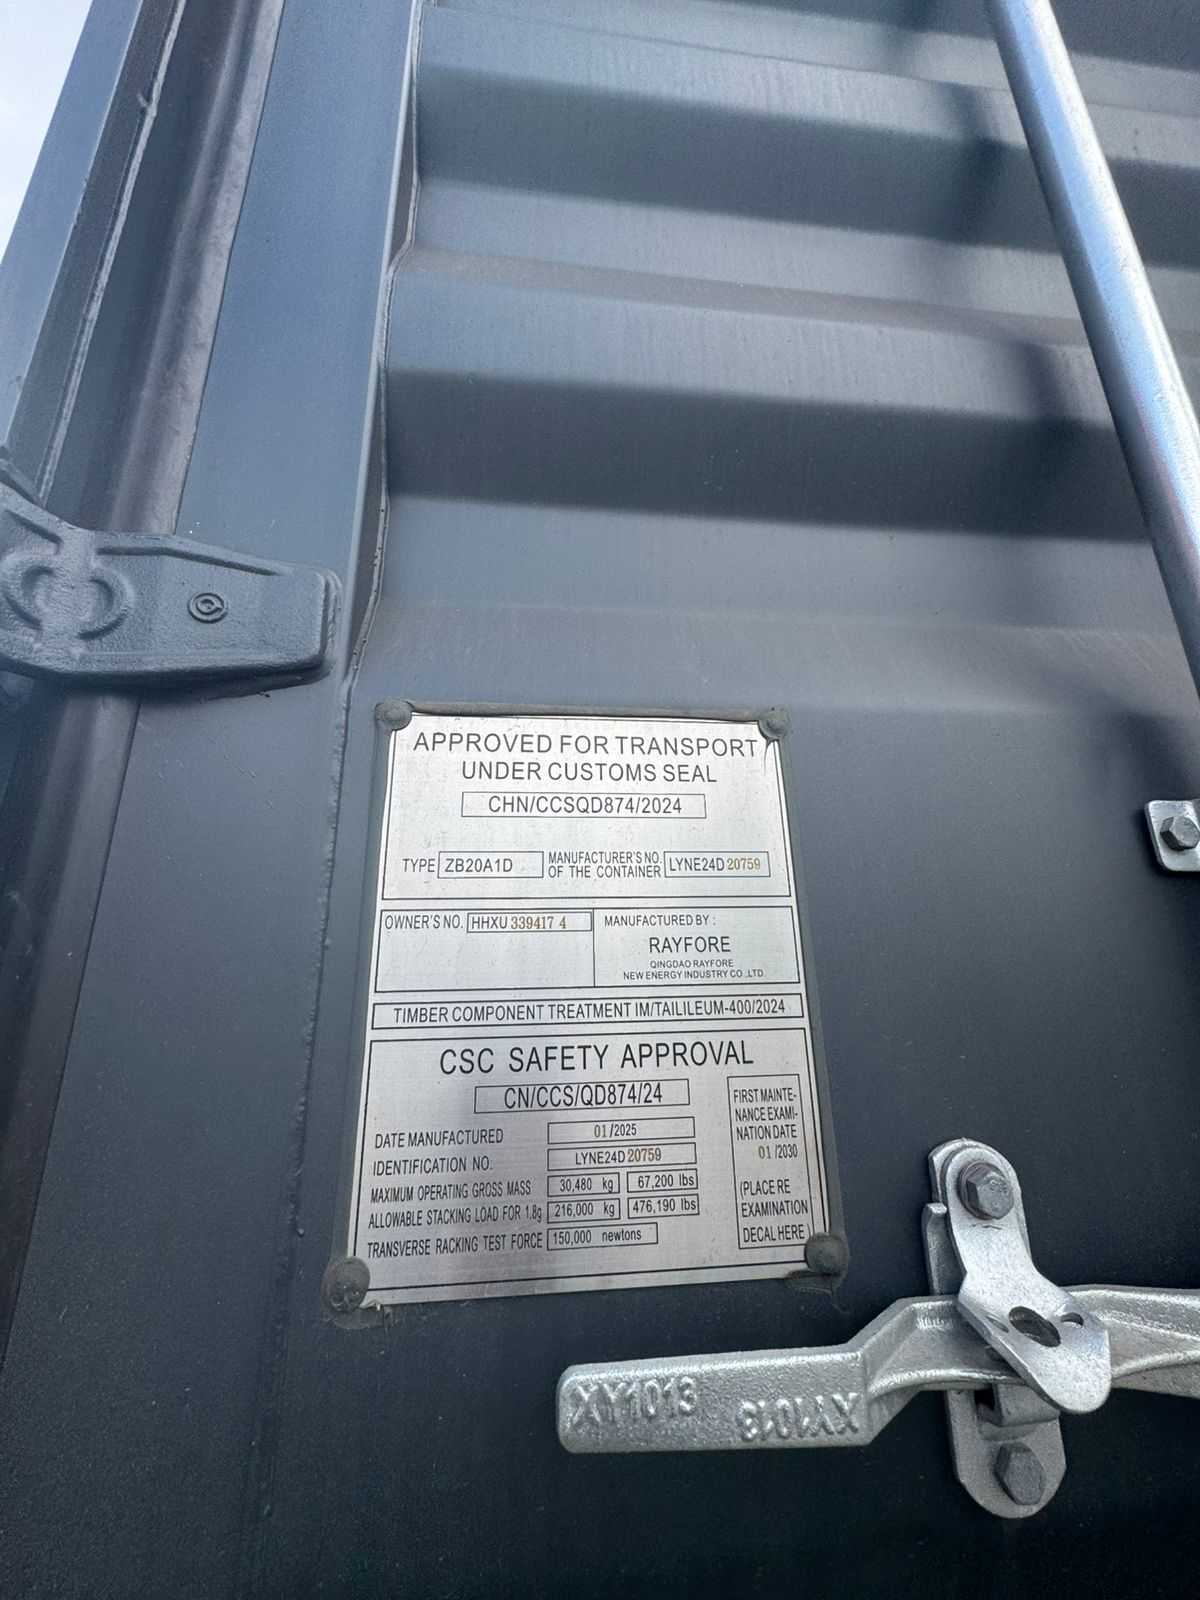 APPROVED FOR TRANSPORT
UNDER CUSTOMS SEAL
CHN/CCSQD874/2024
TYPE ZB20A1D MANUFACTURER'S NO. OF THE CONTAINER LYNE24D 20759
OWNER'S NO. HHXU 339417 4
MANUFACTURED BY :
RAYFORE
QINGDAO RAYFORE
NEW ENERGY INDUSTRY CO.,LTD.
TIMBER COMPONENT TREATMENT IM/TAILILEUM-400/2024
CSC SAFETY APPROVAL
CN/CCS/QD874/24
DATE MANUFACTURED 01/2025
IDENTIFICATION NO. LYNE24D 20759
MAXIMUM OPERATING GROSS MASS 30,480 kg 67,200 lbs
ALLOWABLE STACKING LOAD FOR 1.8g 216,000 kg 476,190 lbs
TRANSVERSE RACKING TEST FORCE 150,000 newtons
FIRST MAINTE-
NANCE EXAMI-
NATION DATE
01 /2030
(PLACE RE
EXAMINATION
DECAL HERE)
XY1013
XY1013